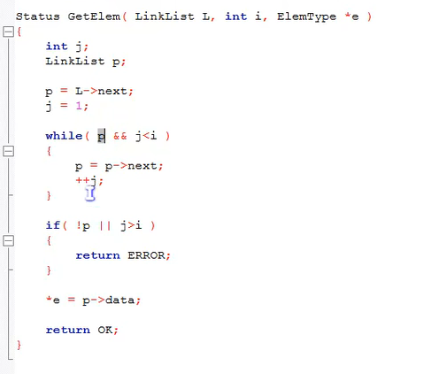 Status GetElem( LinkList L, int i, ElemType *e )
{
int j;
LinkList p;
p = L->next;
j = 1;
while( p && j<i )
{
p = p->next;
++j;
}
if( !p || j>i )
{
return ERROR;
}
*e = p->data;
return OK;
}